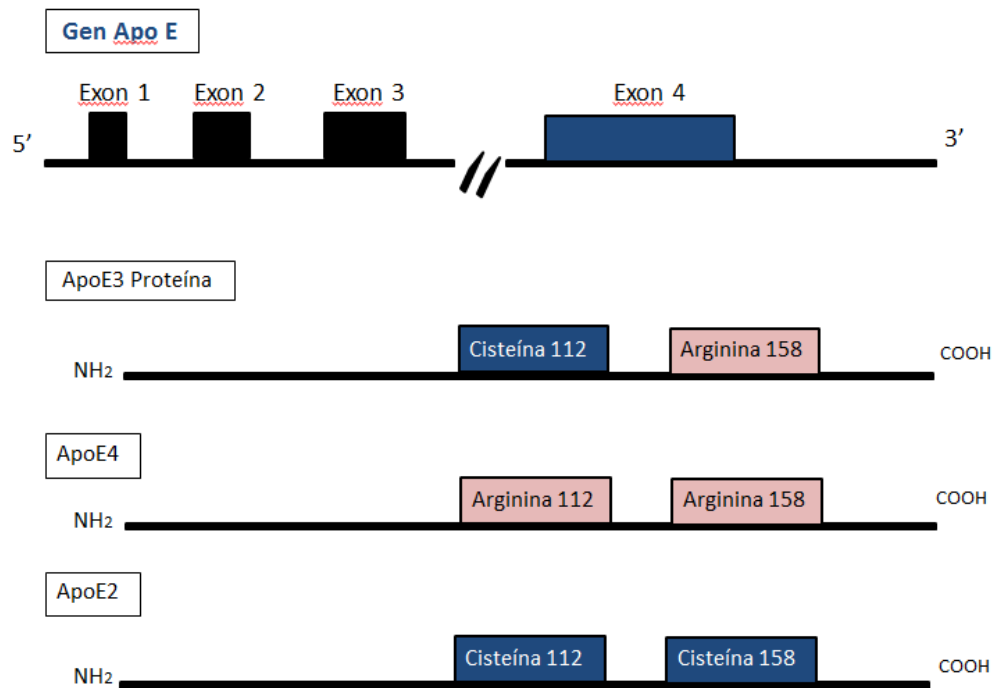 Gen Apo E
Exon 1 Exon 2 Exon 3 Exon 4
5’ 3’
ApoE3 Proteína
Cisteína 112 Arginina 158
NH2 COOH
ApoE4
Arginina 112 Arginina 158
NH2 COOH
ApoE2
Cisteína 112 Cisteína 158
NH2 COOH